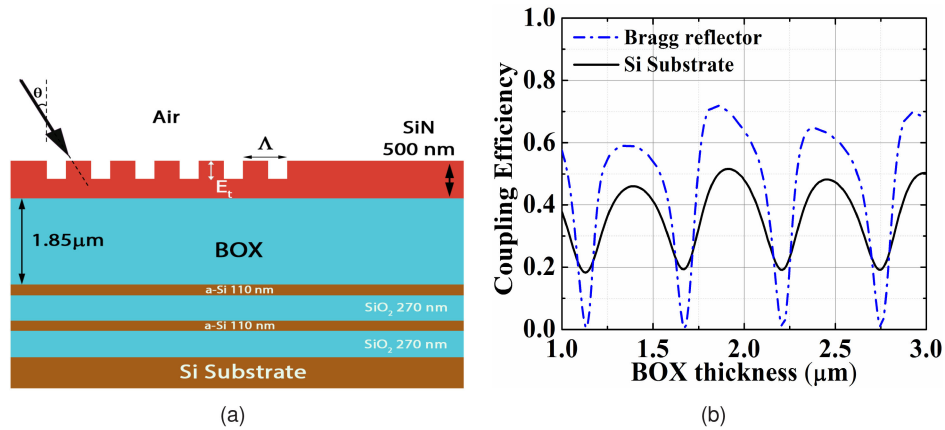 θ
Air
SiN
500 nm
Λ
Et
1.85μm
BOX
a-Si 110 nm
SiO2 270 nm
a-Si 110 nm
SiO2 270 nm
Si Substrate
(a)
Coupling Efficiency
1.0
0.8
0.6
0.4
0.2
0.0
Bragg reflector
Si Substrate
1.0 1.5 2.0 2.5 3.0
BOX thickness (μm)
(b)